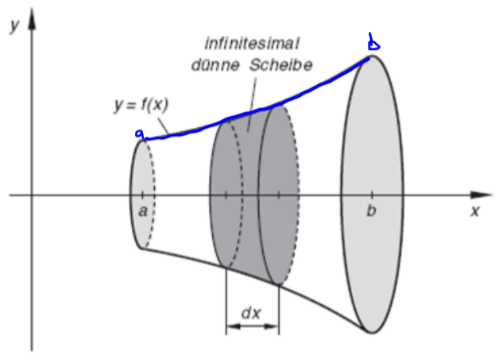 y
infinitesimal
dünne Scheibe
b
y = f(x)
a
a
b
x
dx